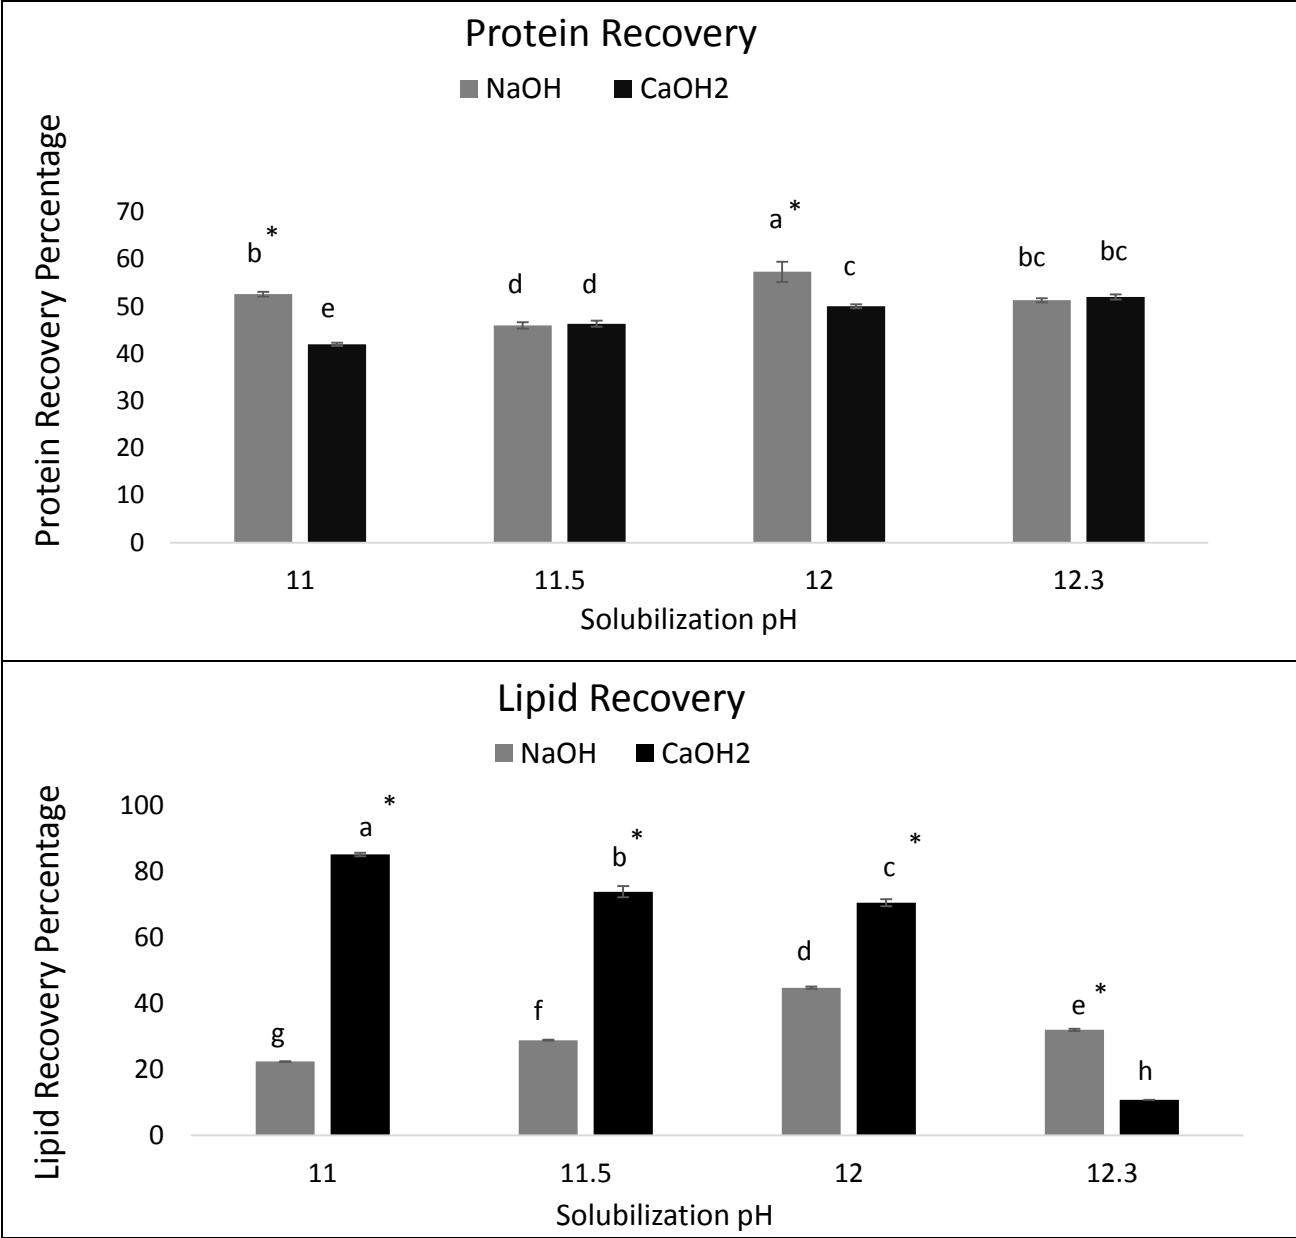 Protein Recovery
NaOH CaOH2
Protein Recovery Percentage
70
60
50
40
30
20
10
0
b * e d d a * c bc bc
11 11.5 12 12.3
Solubilization pH
Lipid Recovery
NaOH CaOH2
Lipid Recovery Percentage
100
80
60
40
20
0
g a * f b * d c * e * h
11 11.5 12 12.3
Solubilization pH